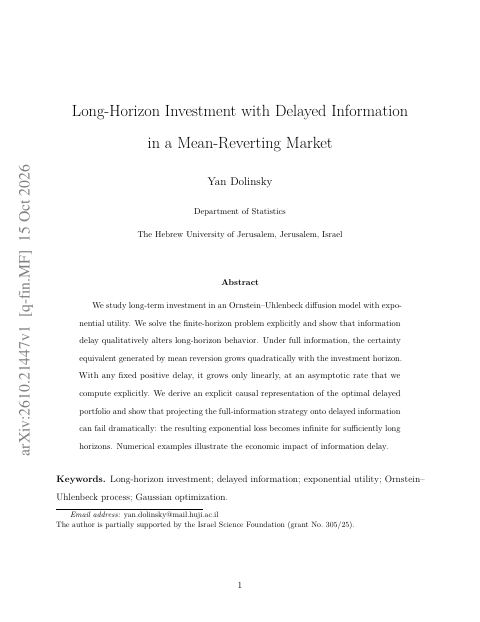 Long-Horizon Investment with Delayed Information
in a Mean-Reverting Market
Yan Dolinsky
Department of Statistics
The Hebrew University of Jerusalem, Jerusalem, Israel
Abstract
We study long-term investment in an Ornstein–Uhlenbeck diffusion model with expo-
nential utility. We solve the finite-horizon problem explicitly and show that information
delay qualitatively alters long-horizon behavior. Under full information, the certainty
equivalent generated by mean reversion grows quadratically with the investment horizon.
With any fixed positive delay, it grows only linearly, at an asymptotic rate that we
compute explicitly. We derive an explicit causal representation of the optimal delayed
portfolio and show that projecting the full-information strategy onto delayed information
can fail dramatically: the resulting exponential loss becomes infinite for sufficiently long
horizons. Numerical examples illustrate the economic impact of information delay.
Keywords. Long-horizon investment; delayed information; exponential utility; Ornstein–
Uhlenbeck process; Gaussian optimization.
Email address: yan.dolinsky@mail.huji.ac.il
The author is partially supported by the Israel Science Foundation (grant No. 305/25).
1
arXiv:2610.21447v1 [q-fin.MF] 15 Oct 2026